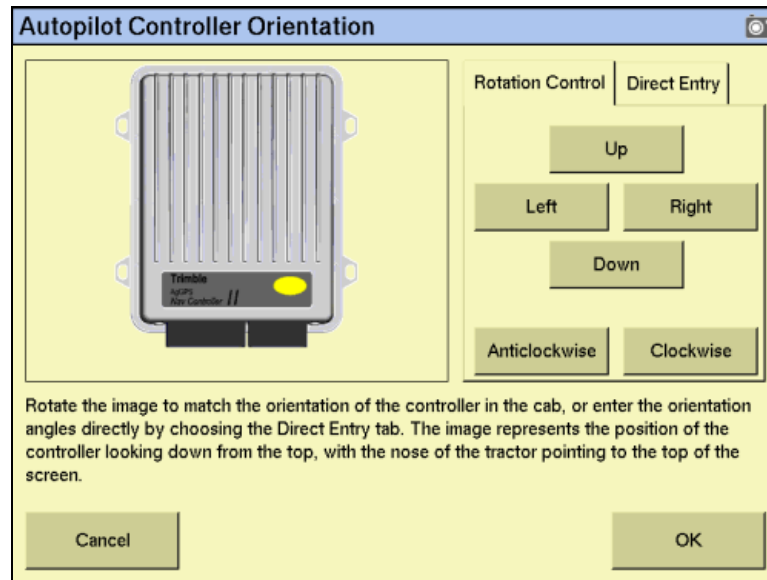 Autopilot Controller Orientation
Rotation Control
Direct Entry
Up
Left
Right
Down
Anticlockwise
Clockwise
Trimble
AgGPS
Nav Controller II
Rotate the image to match the orientation of the controller in the cab, or enter the orientation
angles directly by choosing the Direct Entry tab. The image represents the position of the
controller looking down from the top, with the nose of the tractor pointing to the top of the
screen.
Cancel
OK